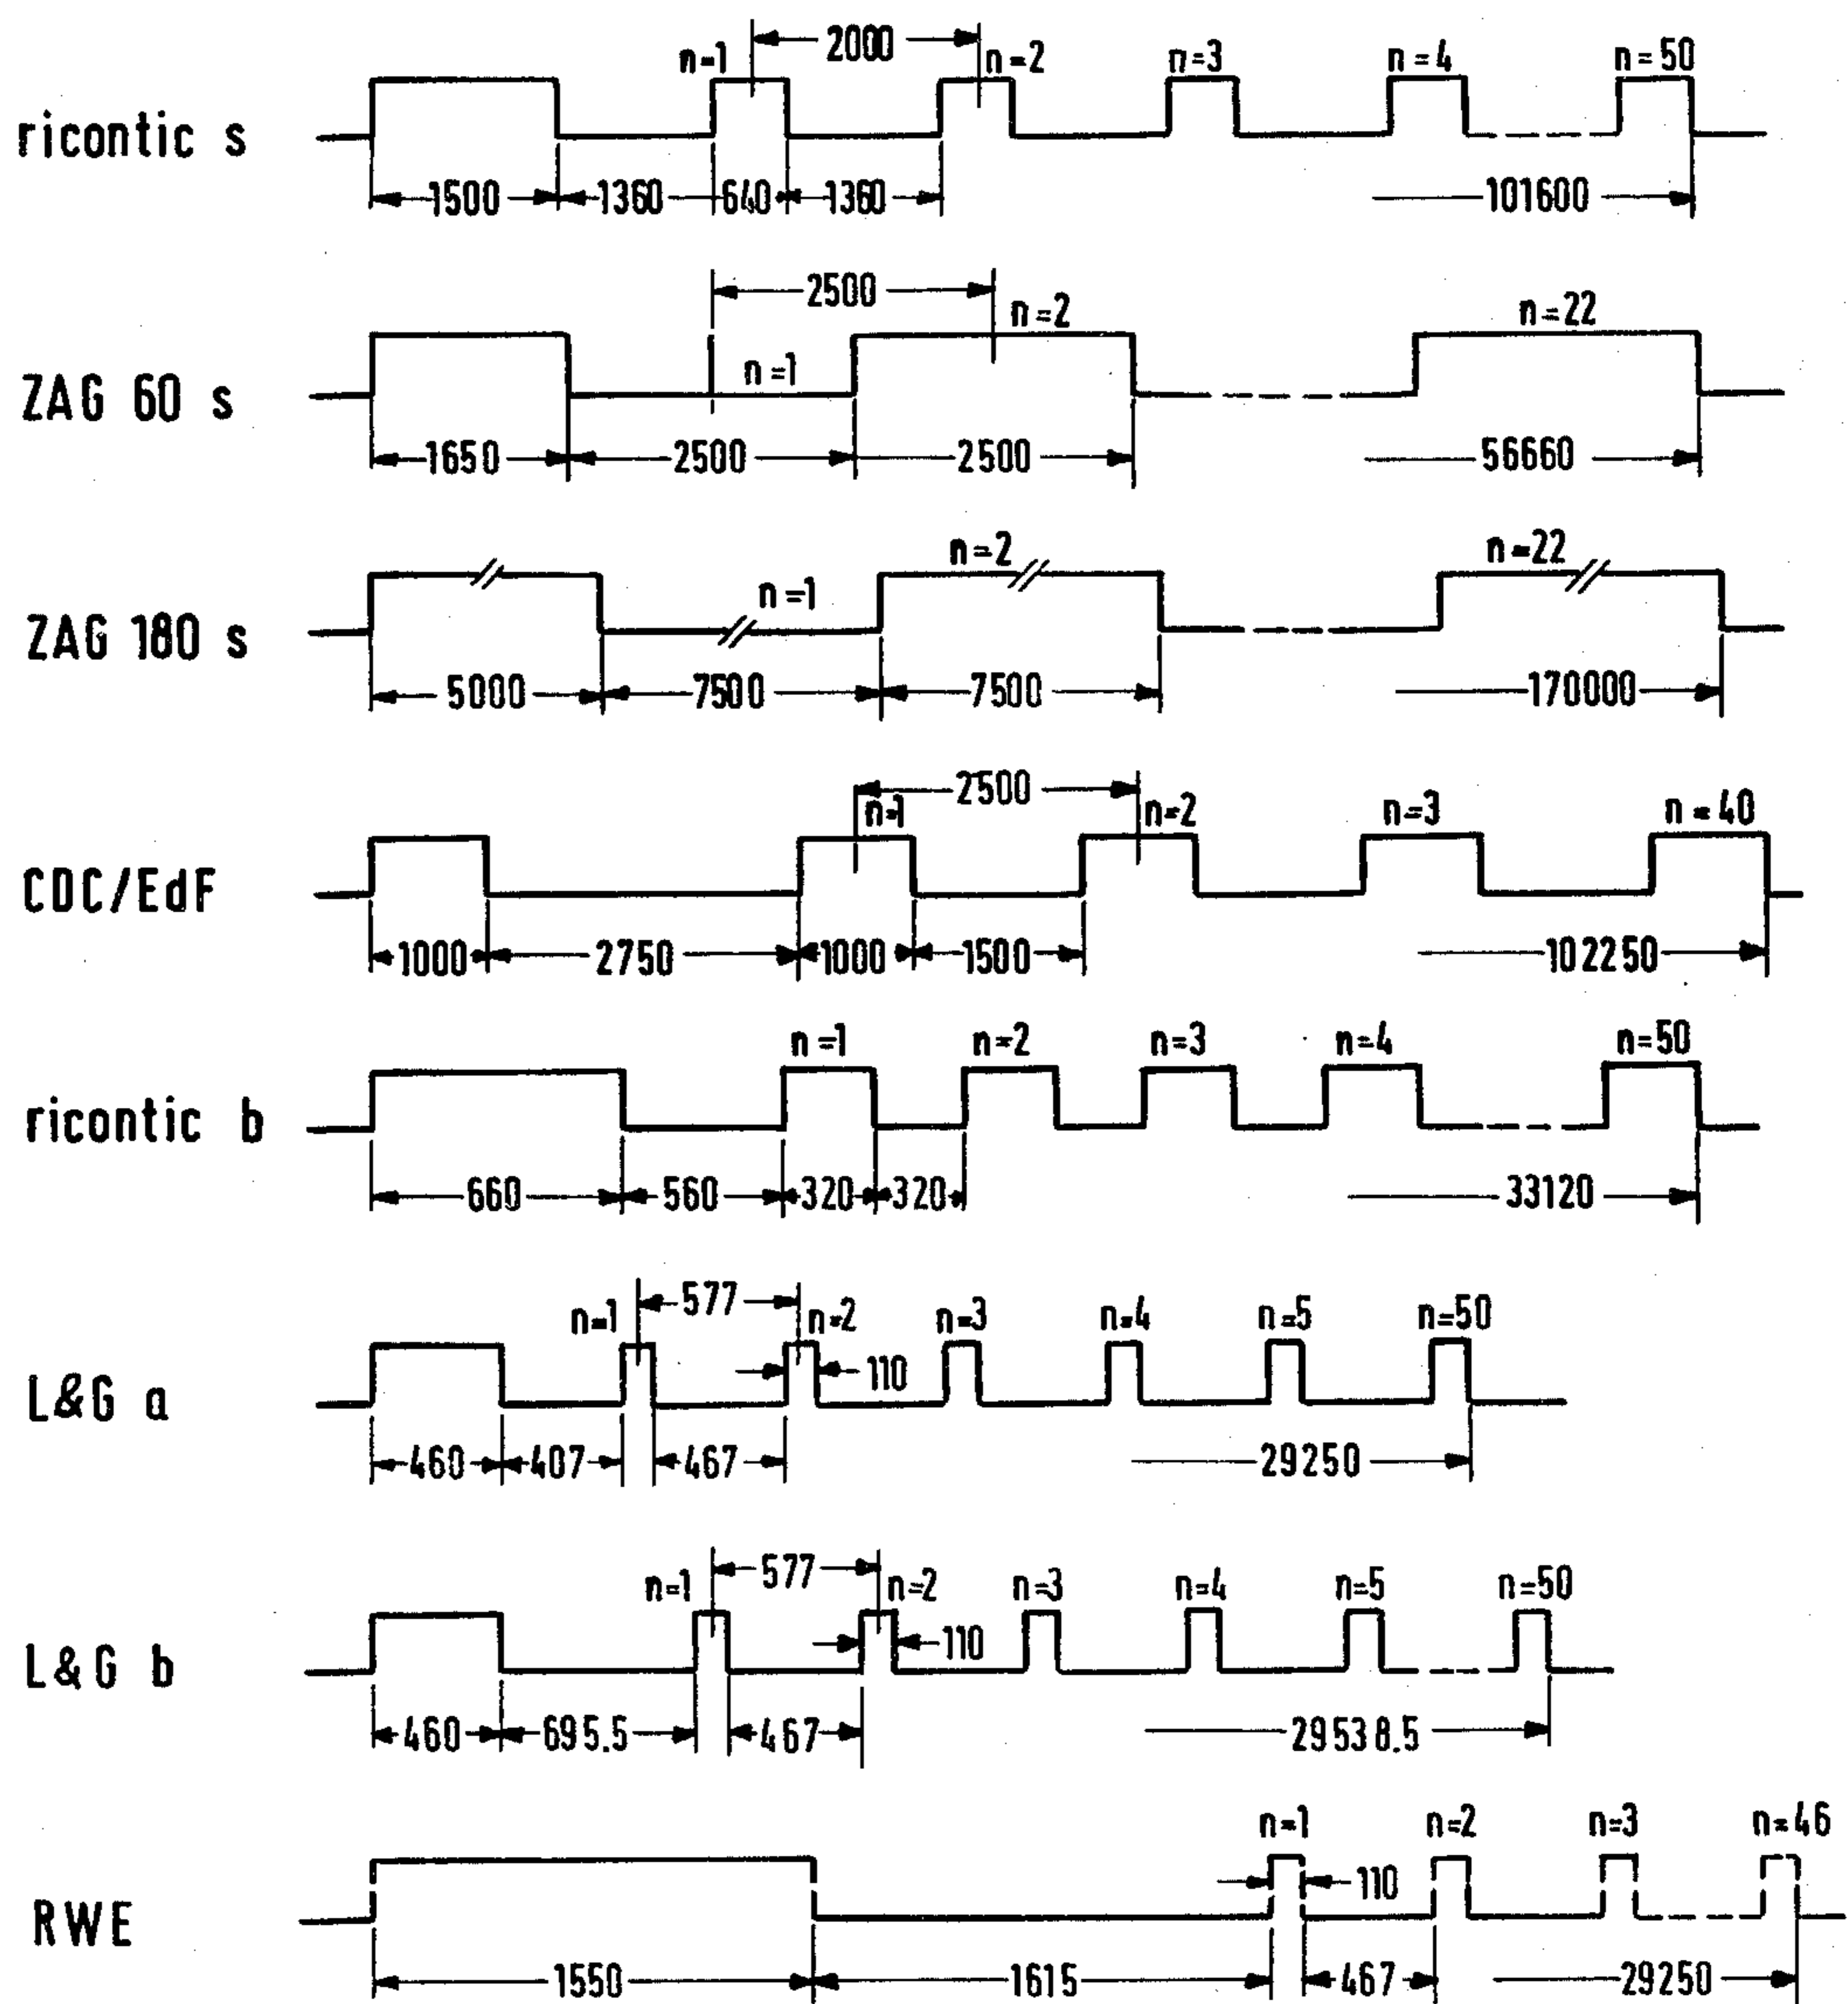 2000
n=1 n=2 n=3 n=4 n=50
ricontic s
1500 1360 640 1360 101600
2500
n=2 n=22
n=1
ZAG 60 s
1650 2500 2500 56660
n=2 n=22
n=1
ZAG 180 s
5000 7500 7500 170000
2500
n=1 n=2 n=3 n=40
CDC/EdF
1000 2750 1000 1500 102250
n=1 n=2 n=3 n=4 n=50
ricontic b
660 560 320 320 33120
577
n=1 n=2 n=3 n=4 n=5 n=50
110
L&G a
460 407 467 29250
577
n=1 n=2 n=3 n=4 n=5 n=50
110
L&G b
460 695.5 467 29538.5
n=1 n=2 n=3 n=46
110
RWE
1550 1615 467 29250